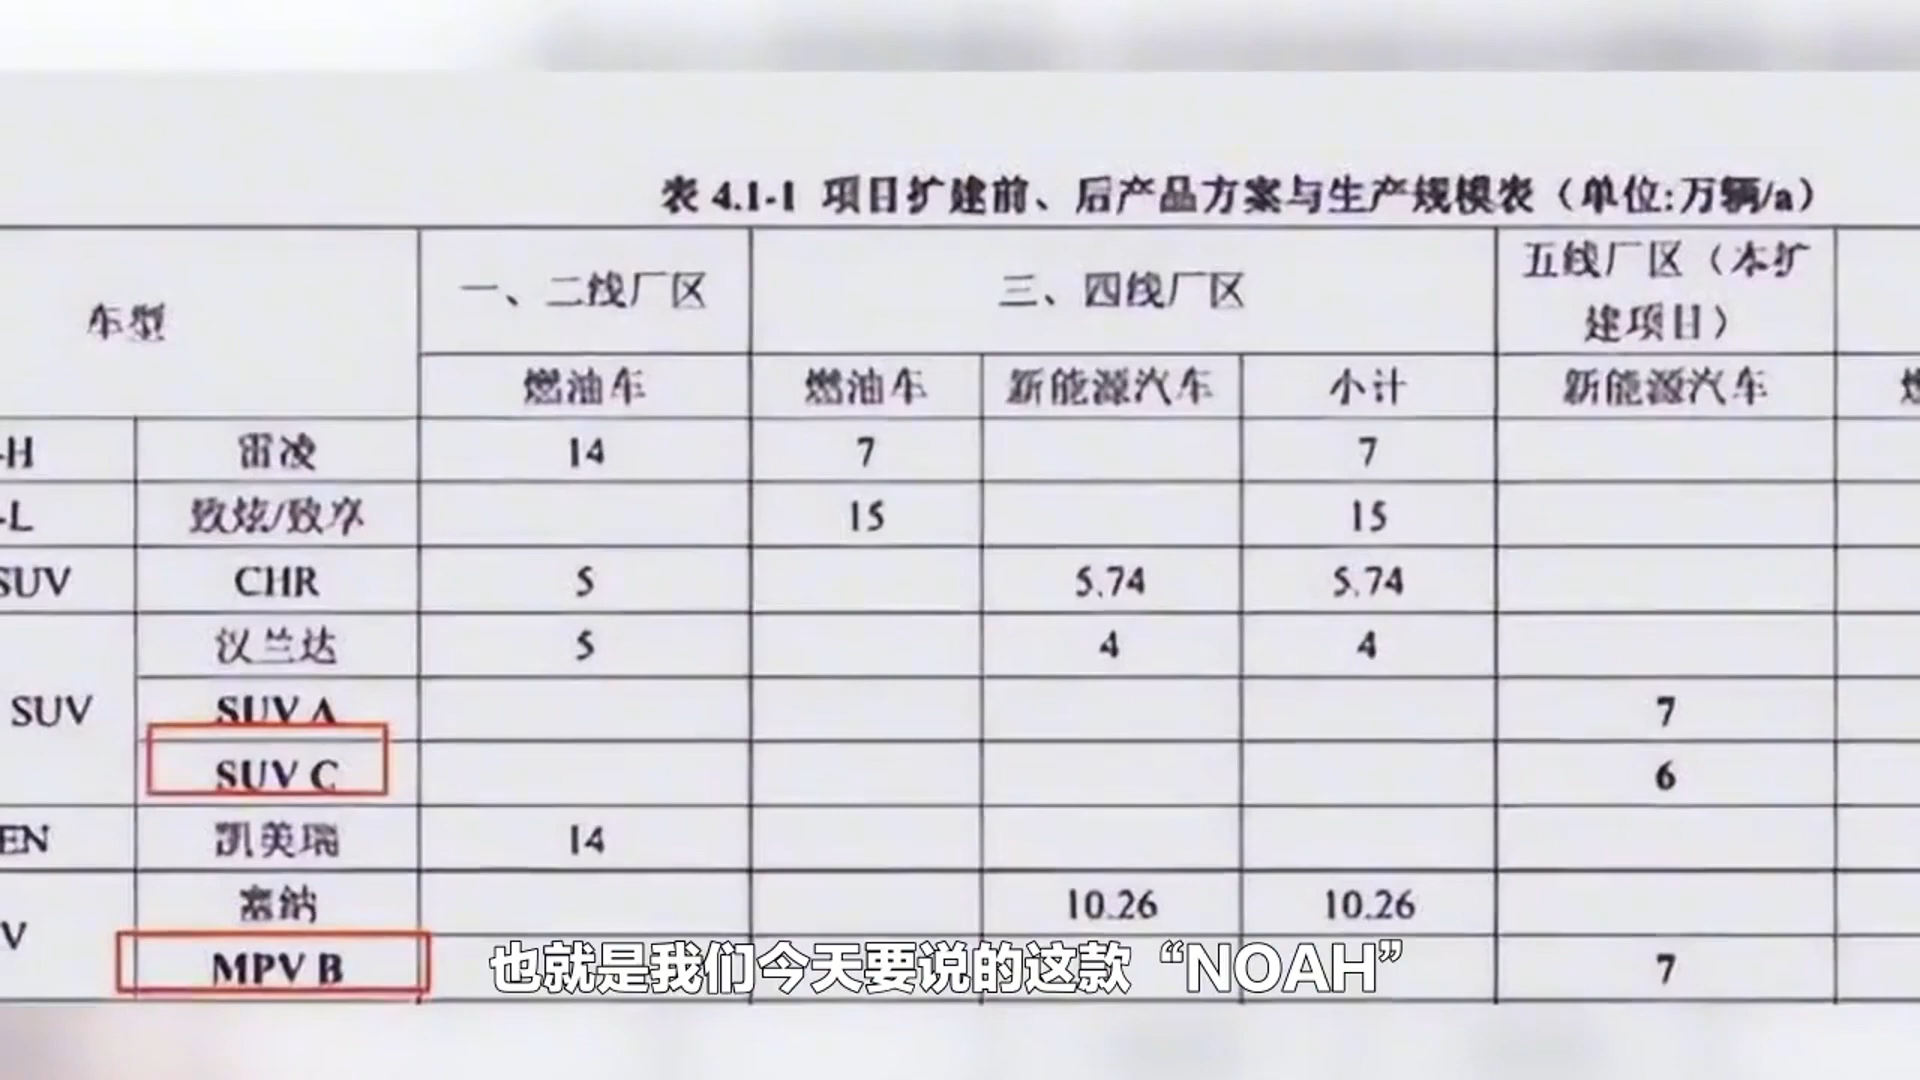 表 4.1-1 项目扩建前、后产品方案与生产规模表（单位:万辆/a）
车型 一、二线厂区 三、四线厂区 五线厂区（本扩
建项目）
燃油车 燃油车 新能源汽车 小计 新能源汽车 燃
-H 雷凌 14 7 7
-L 致炫/致享 15 15
SUV CHR 5 5.74 5.74
汉兰达 5 4 4
SUV SUV A 7
SUV C 6
EN 凯美瑞 14
塞纳 10.26 10.26
V MPV B 7
也就是我们今天要说的这款“NOAH”